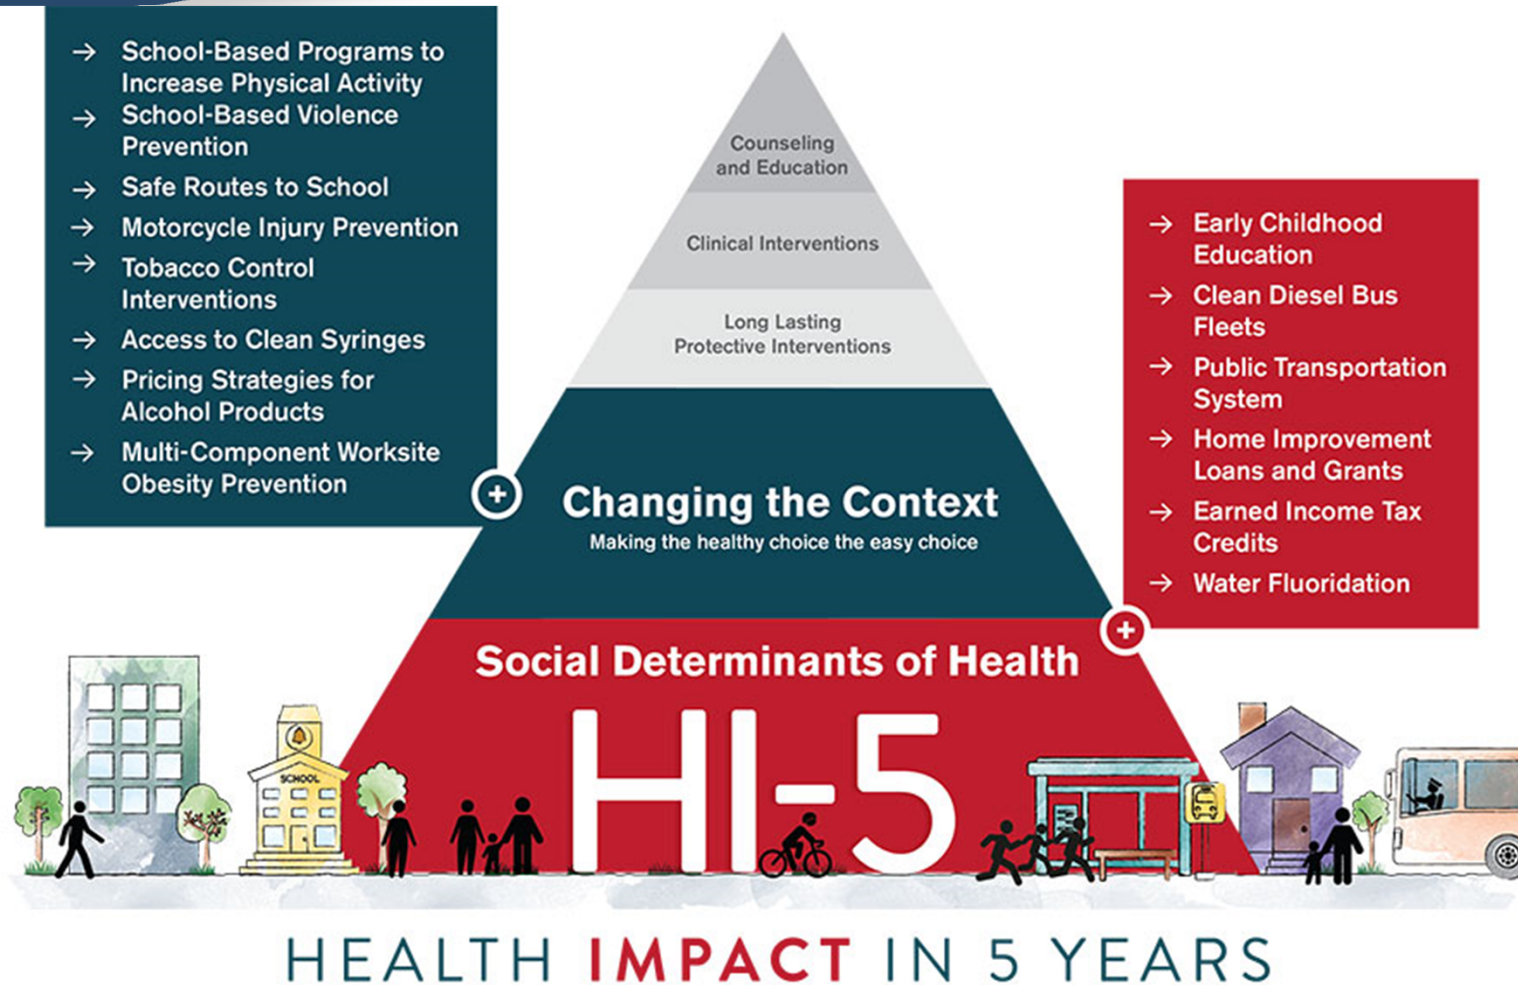 → School-Based Programs to
Increase Physical Activity
→ School-Based Violence
Prevention
→ Safe Routes to School
→ Motorcycle Injury Prevention
→ Tobacco Control
Interventions
→ Access to Clean Syringes
→ Pricing Strategies for
Alcohol Products
→ Multi-Component Worksite
Obesity Prevention
Counseling
and Education
Clinical Interventions
Long Lasting
Protective Interventions
Changing the Context
Making the healthy choice the easy choice
→ Early Childhood
Education
→ Clean Diesel Bus
Fleets
→ Public Transportation
System
→ Home Improvement
Loans and Grants
→ Earned Income Tax
Credits
→ Water Fluoridation
Social Determinants of Health
HI-5
SCHOOL
HEALTH IMPACT IN 5 YEARS